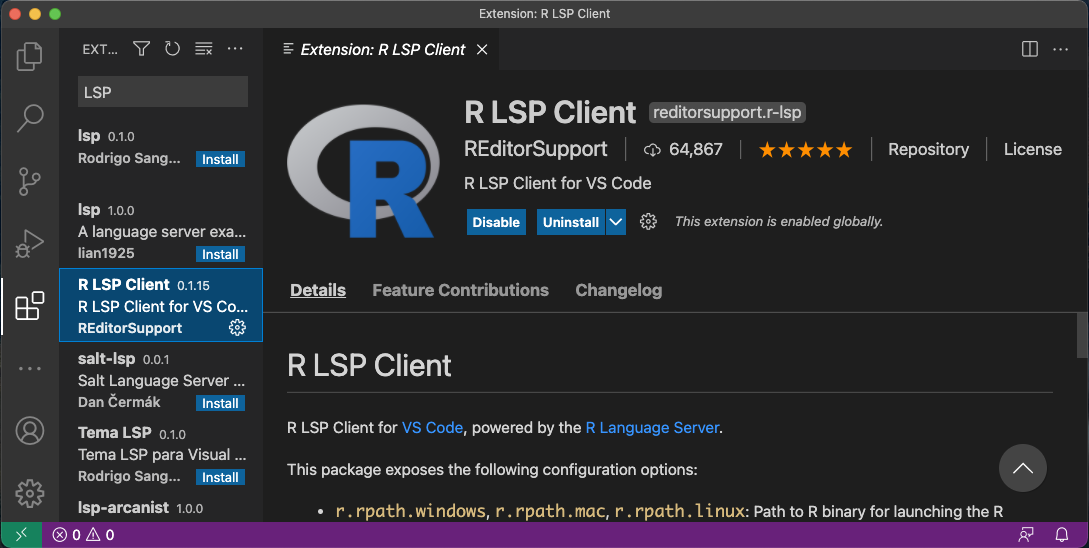 Extension: R LSP Client
EXT...
Extension: R LSP Client
LSP
lsp 0.1.0
Rodrigo Sang... Install
lsp 1.0.0
A language server exa...
lian1925 Install
R LSP Client 0.1.15
R LSP Client for VS Co...
REditorSupport
salt-lsp 0.0.1
Salt Language Server ...
Dan Čermák Install
Tema LSP 0.1.0
Tema LSP para Visual ...
Rodrigo Sang... Install
lsp-arcanist 1.0.0
R
R LSP Client reditorsupport.r-lsp
REditorSupport 64,867 Repository License
R LSP Client for VS Code
Disable Uninstall This extension is enabled globally.
Details Feature Contributions Changelog
R LSP Client
R LSP Client for VS Code, powered by the R Language Server.
This package exposes the following configuration options:
• r.rpath.windows, r.rpath.mac, r.rpath.linux: Path to R binary for launching the R
0 0